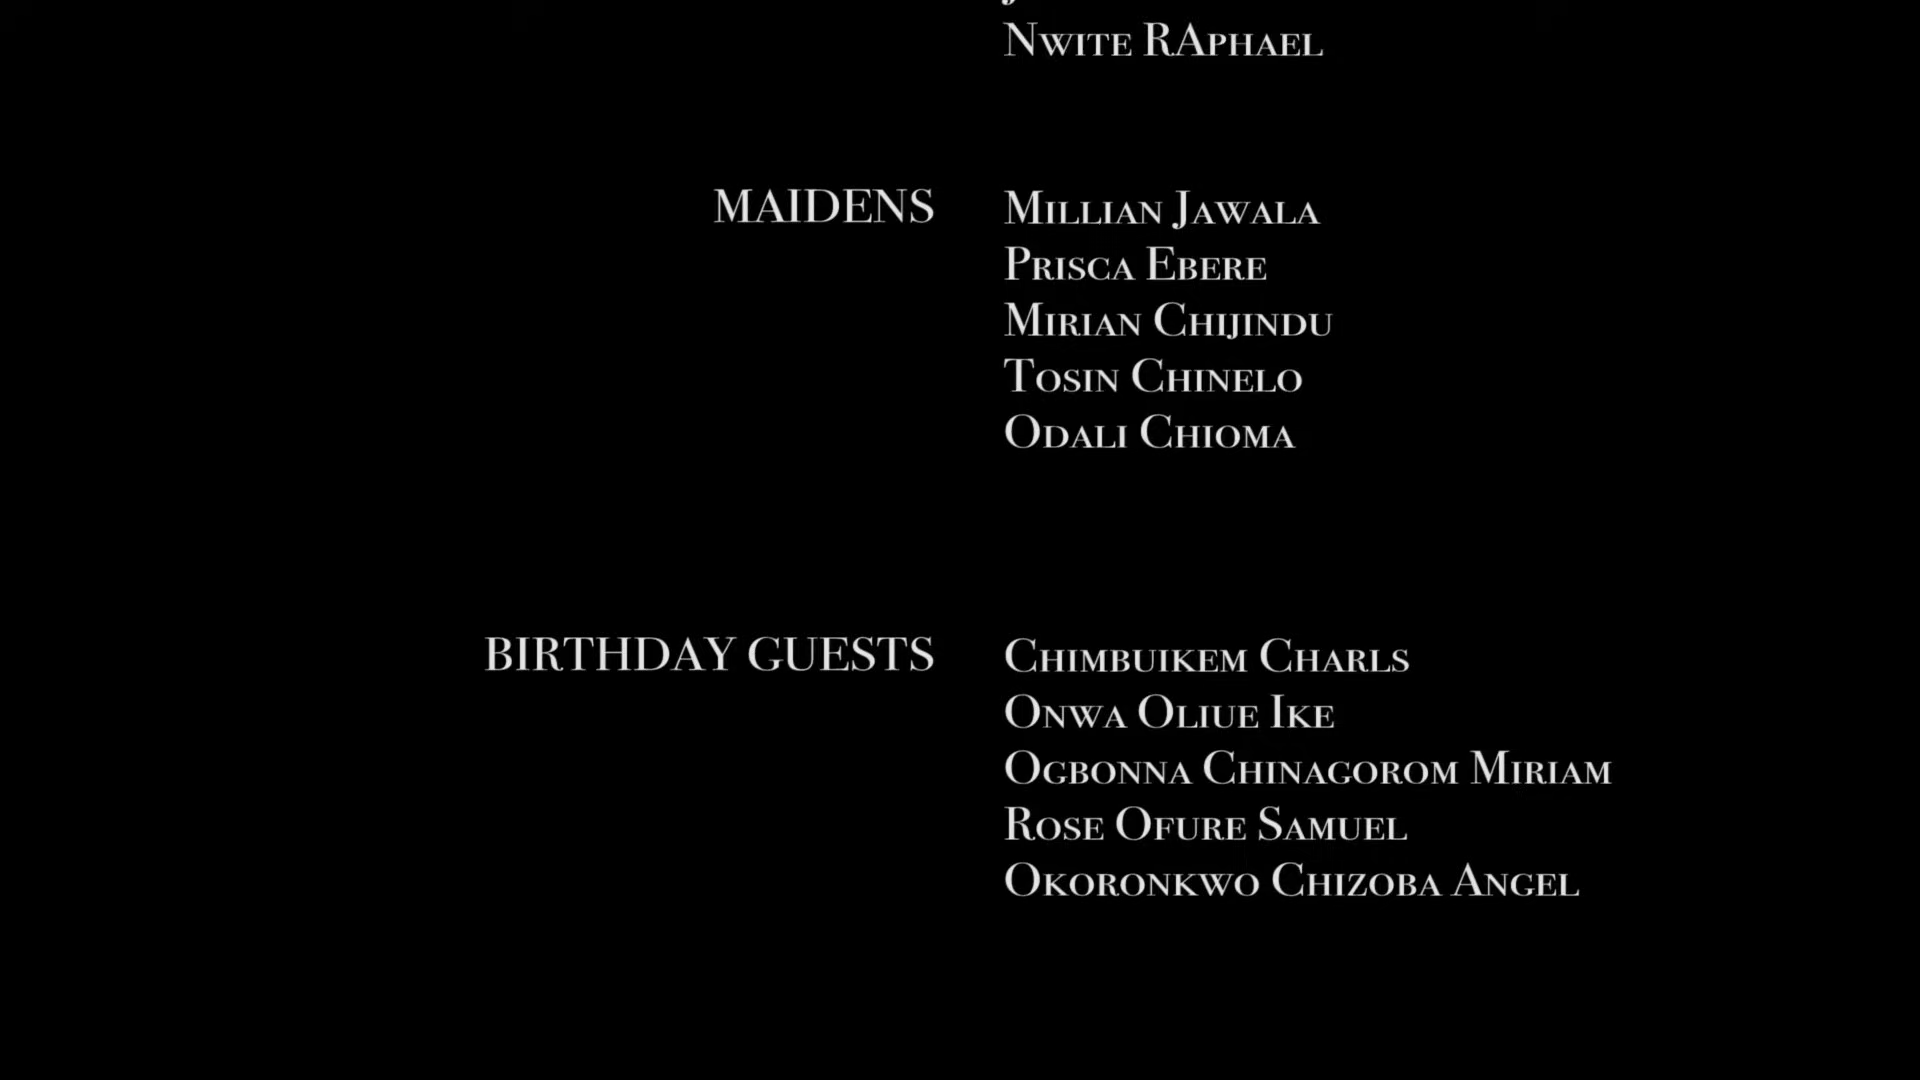 Nwite RAphael
MAIDENS Millian Jawala
Prisca Ebere
Mirian Chijindu
Tosin Chinelo
Odali Chioma
BIRTHDAY GUESTS Chimbuikem Charls
Onwa Oliue Ike
Ogbonna Chinagorom Miriam
Rose Ofure Samuel
Okoronkwo Chizoba Angel